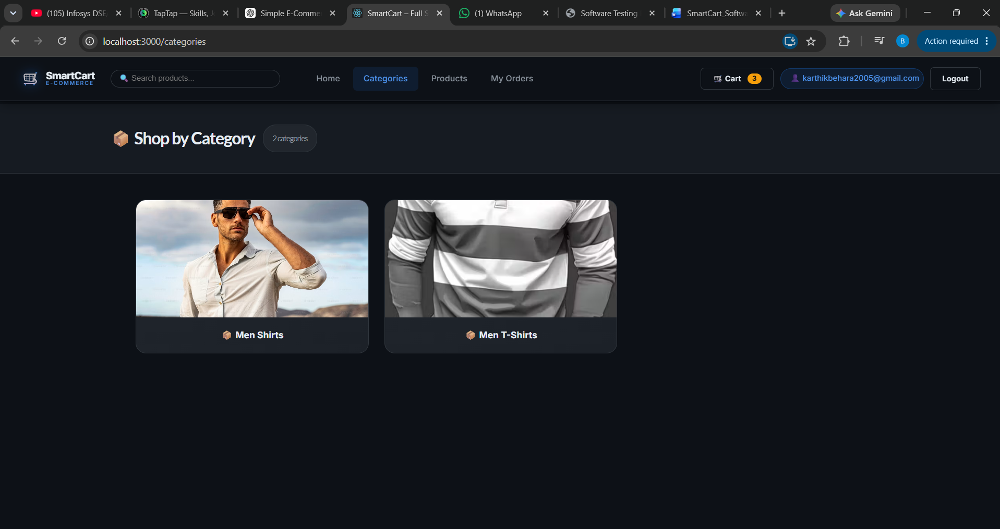 (105) Infosys DSE
TapTap — Skills, J
Simple E-Comme
SmartCart – Full S
(1) WhatsApp
Software Testing
SmartCart_Softwa
Ask Gemini
localhost:3000/categories
B
Action required
SmartCart
E-COMMERCE
Search products...
Home
Categories
Products
My Orders
Cart 3
karthikbehara2005@gmail.com
Logout
Shop by Category
2 categories
Men Shirts
Men T-Shirts